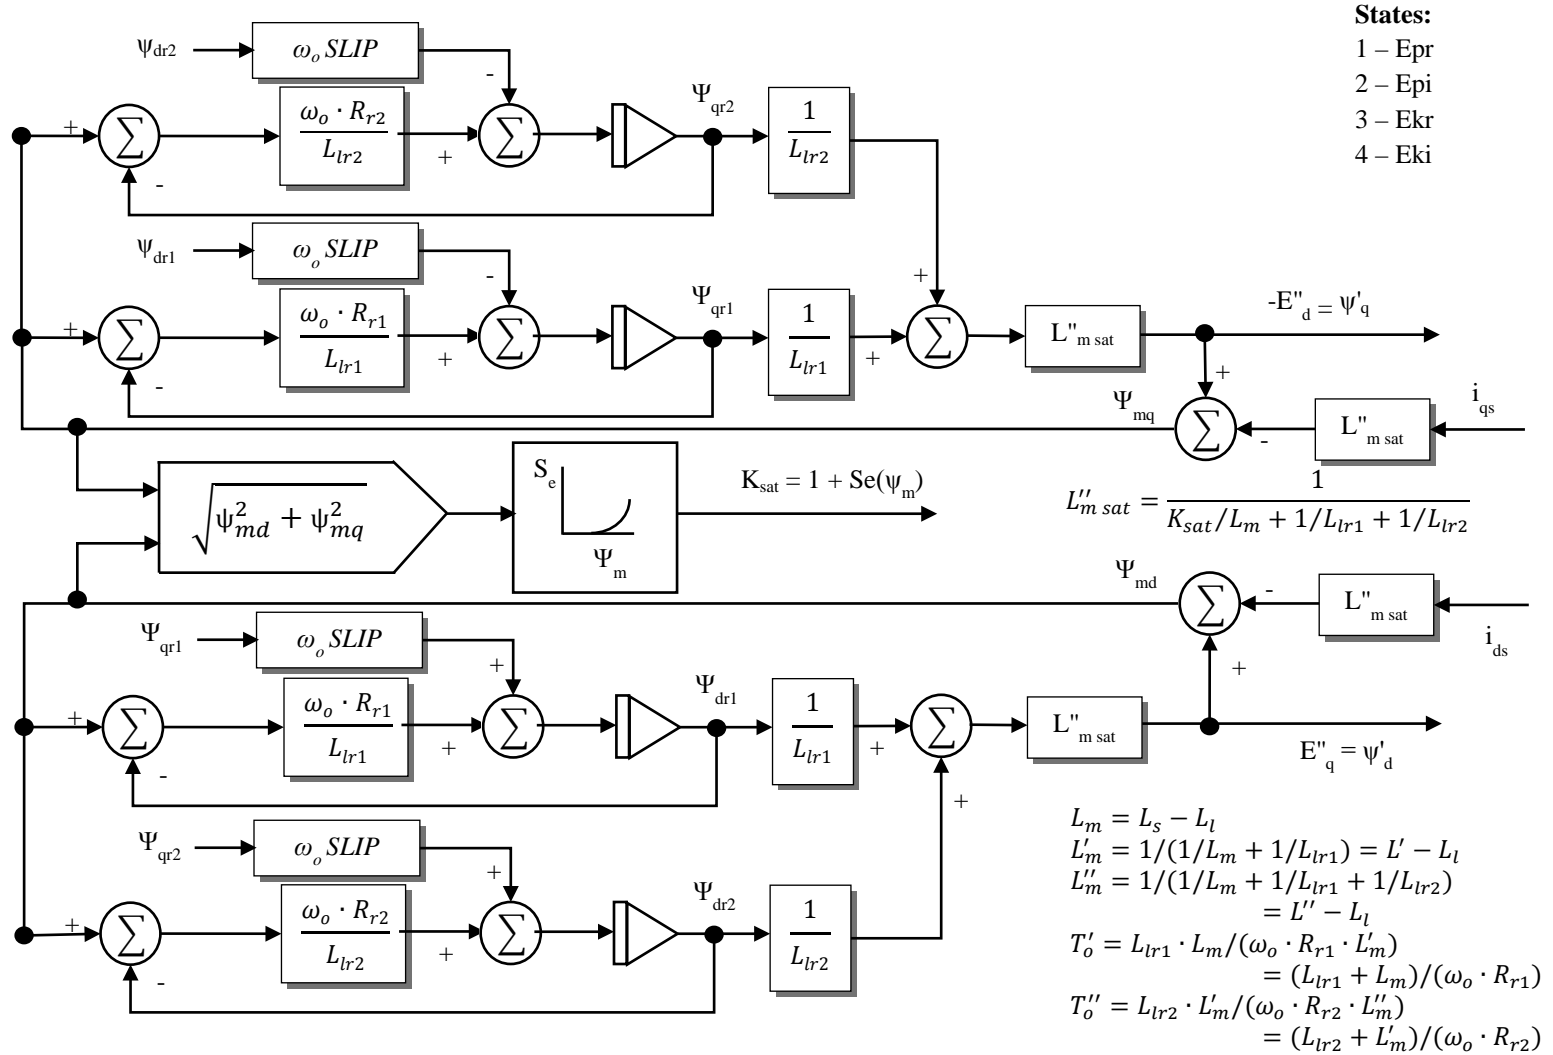 States:
1 – Epr
2 – Epi
3 – Ekr
4 – Eki
ψdr2
ωo SLIP
-
Ψqr2
+
Σ
ωo · Rr2
Llr2
+
Σ
1
Llr2
-
ψdr1
ωo SLIP
-
Ψqr1
+
+
Σ
ωo · Rr1
Llr1
+
Σ
1
Llr1
+
Σ
L"m sat
-E"d = ψ'q
-
+
Ψmq
Σ
-
L"m sat
iqs
√ψ²md + ψ²mq
Se
Ψm
Ksat = 1 + Se(ψm)
L''m sat = 1 / Ksat/Lm + 1/Llr1 + 1/Llr2
Ψmd
Σ
-
L"m sat
ids
+
Ψqr1
ωo SLIP
+
Ψdr1
+
Σ
ωo · Rr1
Llr1
+
Σ
1
Llr1
+
Σ
L"m sat
E"q = ψ'd
-
+
Ψqr2
ωo SLIP
+
Ψdr2
+
Σ
ωo · Rr2
Llr2
+
Σ
1
Llr2
-
Lm = Ls − Ll
L'm = 1/(1/Lm + 1/Llr1) = L' − Ll
L''m = 1/(1/Lm + 1/Llr1 + 1/Llr2)
= L'' − Ll
T'o = Llr1 · Lm/(ωo · Rr1 · L'm)
= (Llr1 + Lm)/(ωo · Rr1)
T''o = Llr2 · L'm/(ωo · Rr2 · L''m)
= (Llr2 + L'm)/(ωo · Rr2)